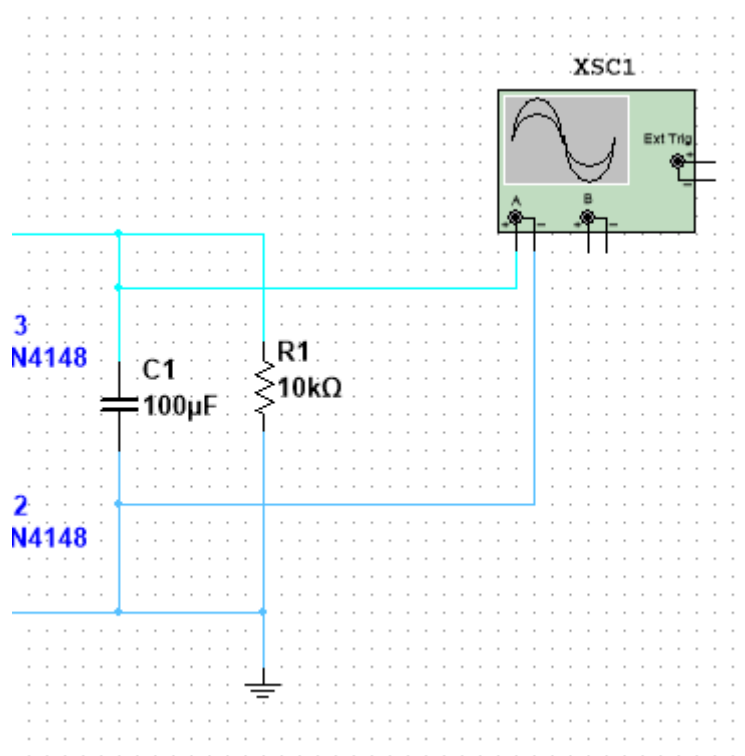 XSC1
Ext Trig
+
−
A
B
+
−
+
−
3
N4148
C1
100µF
R1
10kΩ
2
N4148